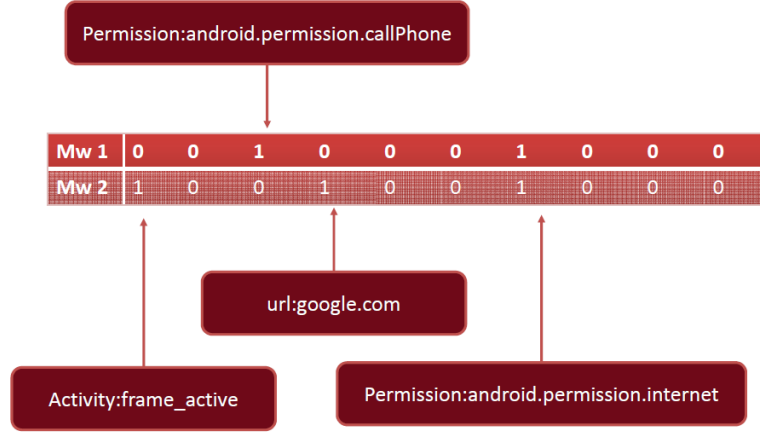 Permission:android.permission.callPhone
Mw 1 0 0 1 0 0 0 1 0 0 0
Mw 2 1 0 0 1 0 0 1 0 0 0
url:google.com
Activity:frame_active
Permission:android.permission.internet